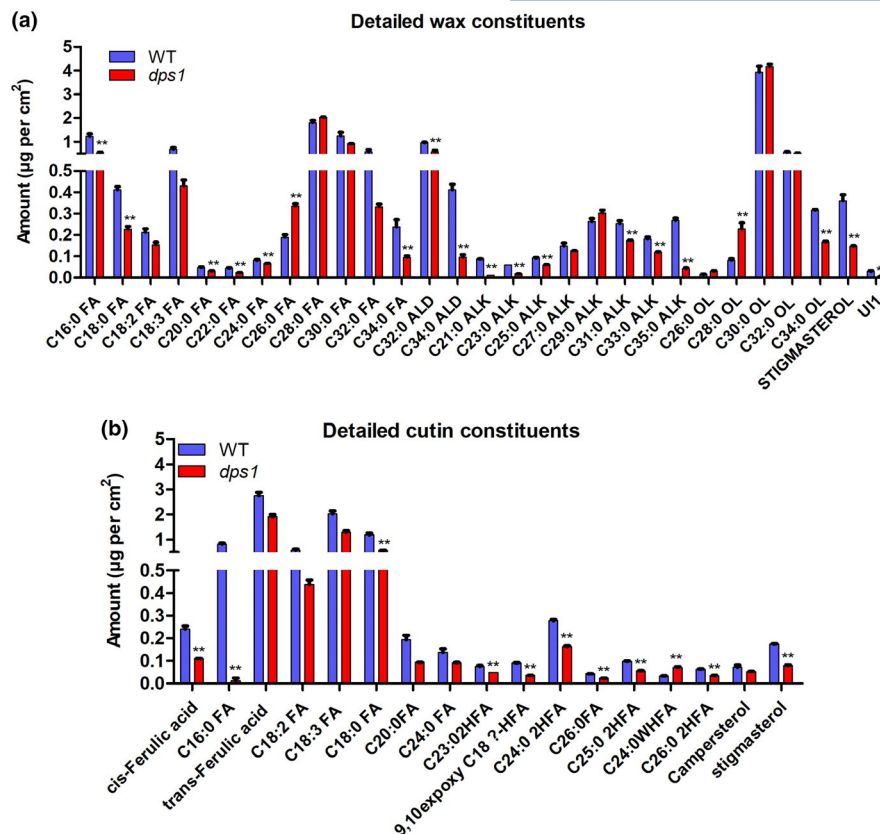 (a)
Detailed wax constituents
WT
dps1
Amount (µg per cm2)
5
4
3
2
1
0.5
0.4
0.3
0.2
0.1
0.0
** ** ** ** ** ** ** ** ** ** ** ** ** ** ** ** ** ** *
C16:0 FA
C18:0 FA
C18:2 FA
C18:3 FA
C20:0 FA
C22:0 FA
C24:0 FA
C26:0 FA
C28:0 FA
C30:0 FA
C32:0 FA
C34:0 FA
C32:0 ALD
C34:0 ALD
C21:0 ALK
C23:0 ALK
C25:0 ALK
C27:0 ALK
C29:0 ALK
C31:0 ALK
C33:0 ALK
C35:0 ALK
C26:0 OL
C28:0 OL
C30:0 OL
C32:0 OL
C34:0 OL
STIGMASTEROL
UI1
(b)
Detailed cutin constituents
WT
dps1
Amount (µg per cm2)
5
4
3
2
1
0.5
0.4
0.3
0.2
0.1
0.0
** ** ** ** ** ** ** ** ** ** **
cis-Ferulic acid
C16:0 FA
trans-Ferulic acid
C18:2 FA
C18:3 FA
C18:0 FA
C20:0FA
C24:0 FA
C23:02HFA
9,10expoxy C18 ?-HFA
C24:0 2HFA
C26:0FA
C25:0 2HFA
C24:0WHFA
C26:0 2HFA
Campersterol
stigmasterol